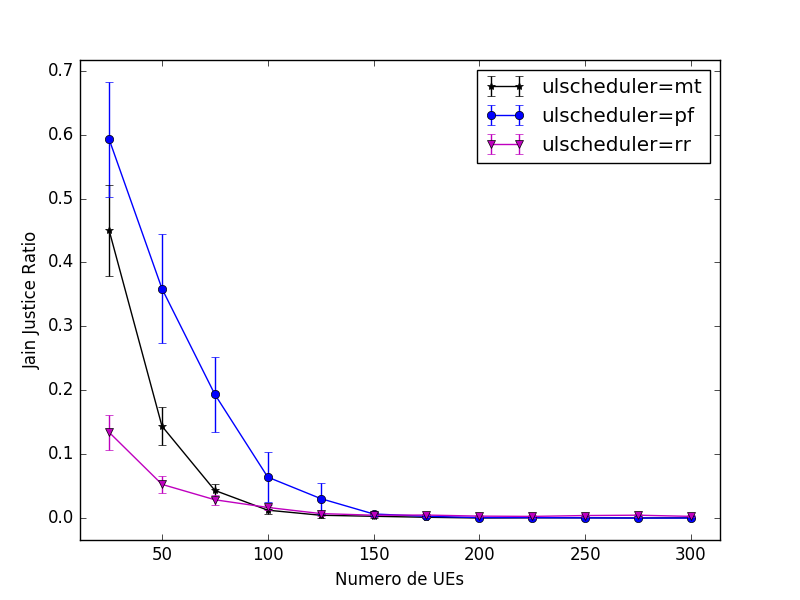 0.7
0.6
0.5
0.4
0.3
0.2
0.1
0.0
Jain Justice Ratio
ulscheduler=mt
ulscheduler=pf
ulscheduler=rr
50 100 150 200 250 300
Numero de UEs